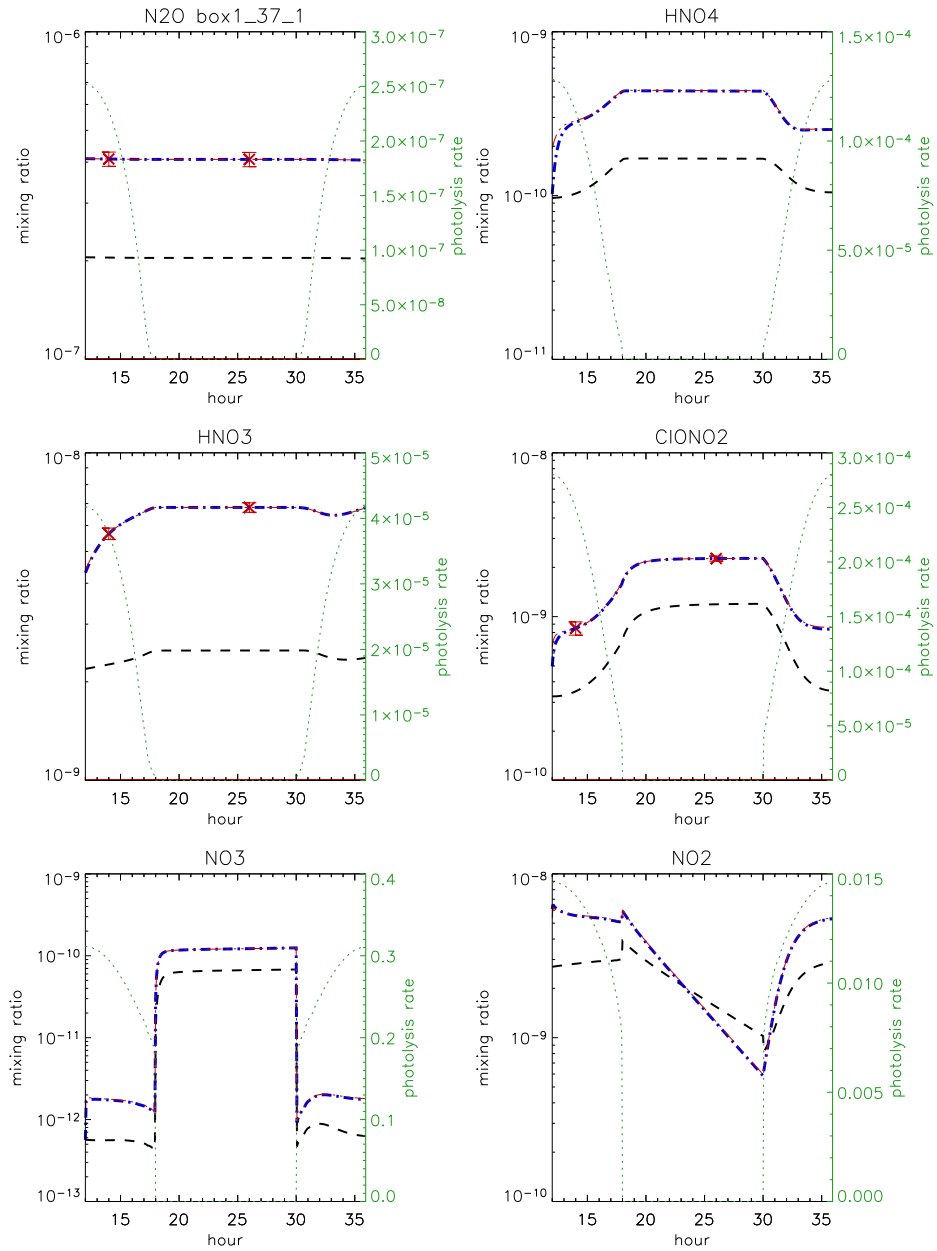 N2O box1_37_1
10⁻⁶
10⁻⁷
mixing ratio
3.0×10⁻⁷
2.5×10⁻⁷
2.0×10⁻⁷
1.5×10⁻⁷
1.0×10⁻⁷
5.0×10⁻⁸
0
photolysis rate
15 20 25 30 35
hour
HNO4
10⁻⁹
10⁻¹⁰
10⁻¹¹
mixing ratio
1.5×10⁻⁴
1.0×10⁻⁴
5.0×10⁻⁵
0
photolysis rate
15 20 25 30 35
hour
HNO3
10⁻⁸
10⁻⁹
mixing ratio
5×10⁻⁵
4×10⁻⁵
3×10⁻⁵
2×10⁻⁵
1×10⁻⁵
0
photolysis rate
15 20 25 30 35
hour
ClONO2
10⁻⁸
10⁻⁹
10⁻¹⁰
mixing ratio
3.0×10⁻⁴
2.5×10⁻⁴
2.0×10⁻⁴
1.5×10⁻⁴
1.0×10⁻⁴
5.0×10⁻⁵
0
photolysis rate
15 20 25 30 35
hour
NO3
10⁻⁹
10⁻¹⁰
10⁻¹¹
10⁻¹²
10⁻¹³
mixing ratio
0.4
0.3
0.2
0.1
0.0
photolysis rate
15 20 25 30 35
hour
NO2
10⁻⁸
10⁻⁹
10⁻¹⁰
mixing ratio
0.015
0.010
0.005
0.000
photolysis rate
15 20 25 30 35
hour